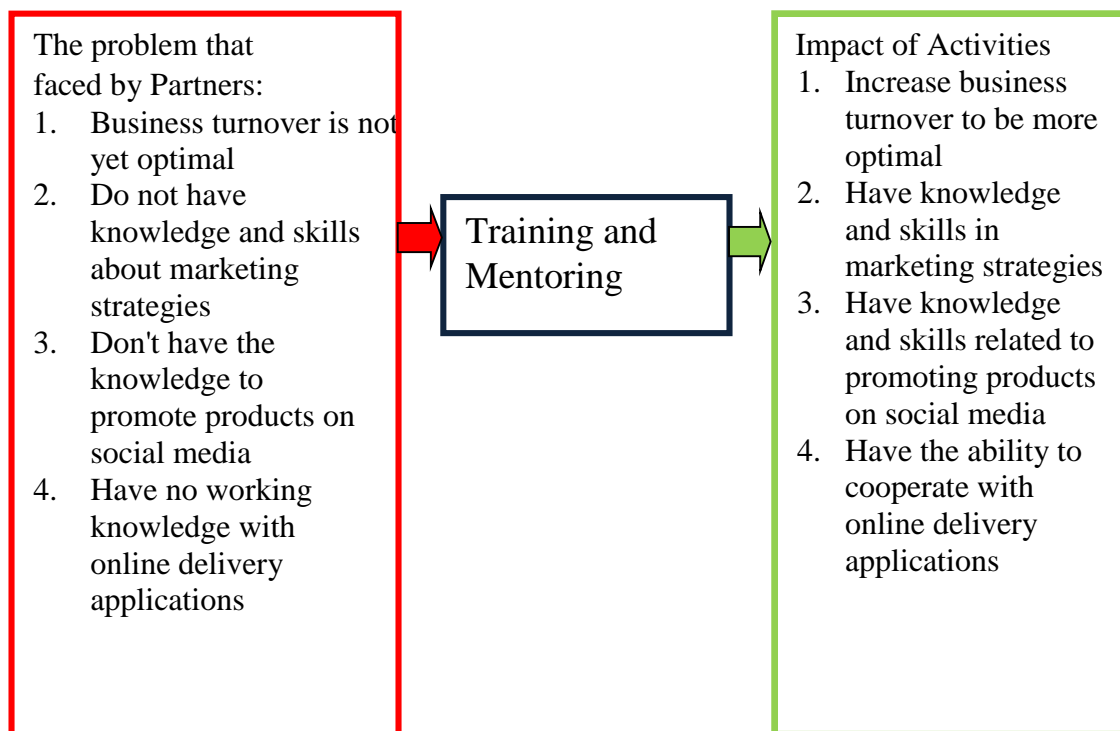 The problem that
faced by Partners:
1. Business turnover is not
yet optimal
2. Do not have
knowledge and skills
about marketing
strategies
3. Don't have the
knowledge to
promote products on
social media
4. Have no working
knowledge with
online delivery
applications
Training and
Mentoring
Impact of Activities
1. Increase business
turnover to be more
optimal
2. Have knowledge
and skills in
marketing strategies
3. Have knowledge
and skills related to
promoting products
on social media
4. Have the ability to
cooperate with
online delivery
applications